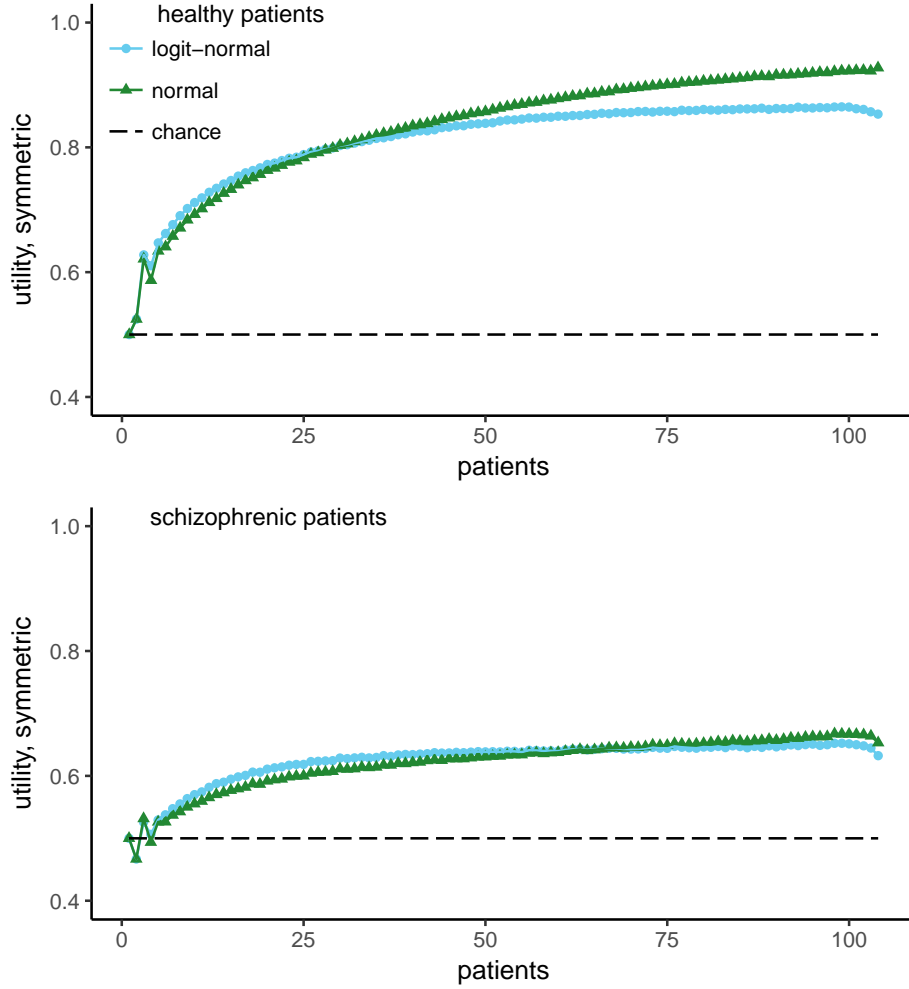 healthy patients
logit−normal
normal
chance
1.0
0.8
0.6
0.4
utility, symmetric
0 25 50 75 100
patients
schizophrenic patients
1.0
0.8
0.6
0.4
utility, symmetric
0 25 50 75 100
patients